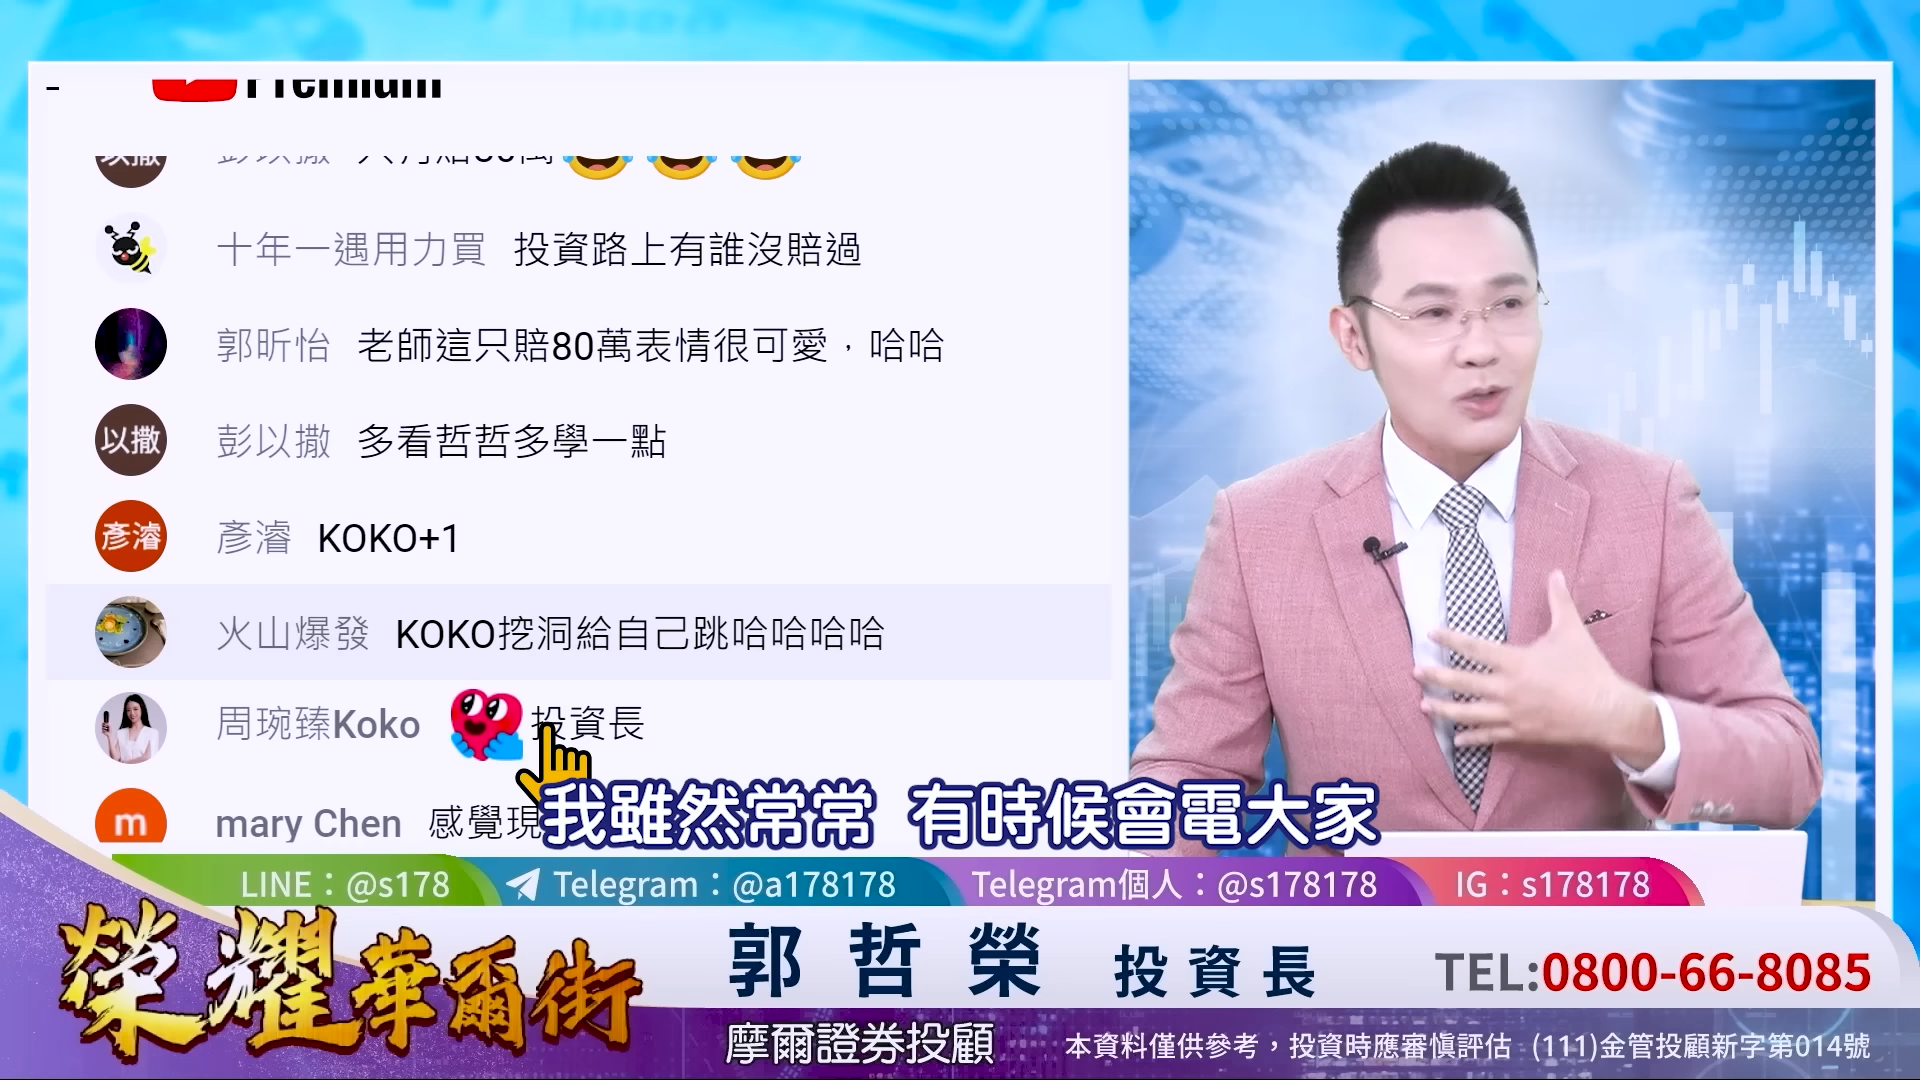 Premium
十年一遇用力買 投資路上有誰沒賠過
郭昕怡 老師這只賠80萬表情很可愛，哈哈
以撒 彭以撒 多看哲哲多學一點
彥濬 彥濬 KOKO+1
火山爆發 KOKO挖洞給自己跳哈哈哈哈
周琬臻Koko 投資長
m mary Chen 感覺現
我雖然常常 有時候會電大家
LINE：@s178 Telegram：@a178178 Telegram個人：@s178178 IG：s178178
榮耀華爾街
郭哲榮 投資長 TEL:0800-66-8085
摩爾證券投顧 本資料僅供參考，投資時應審慎評估 (111)金管投顧新字第014號